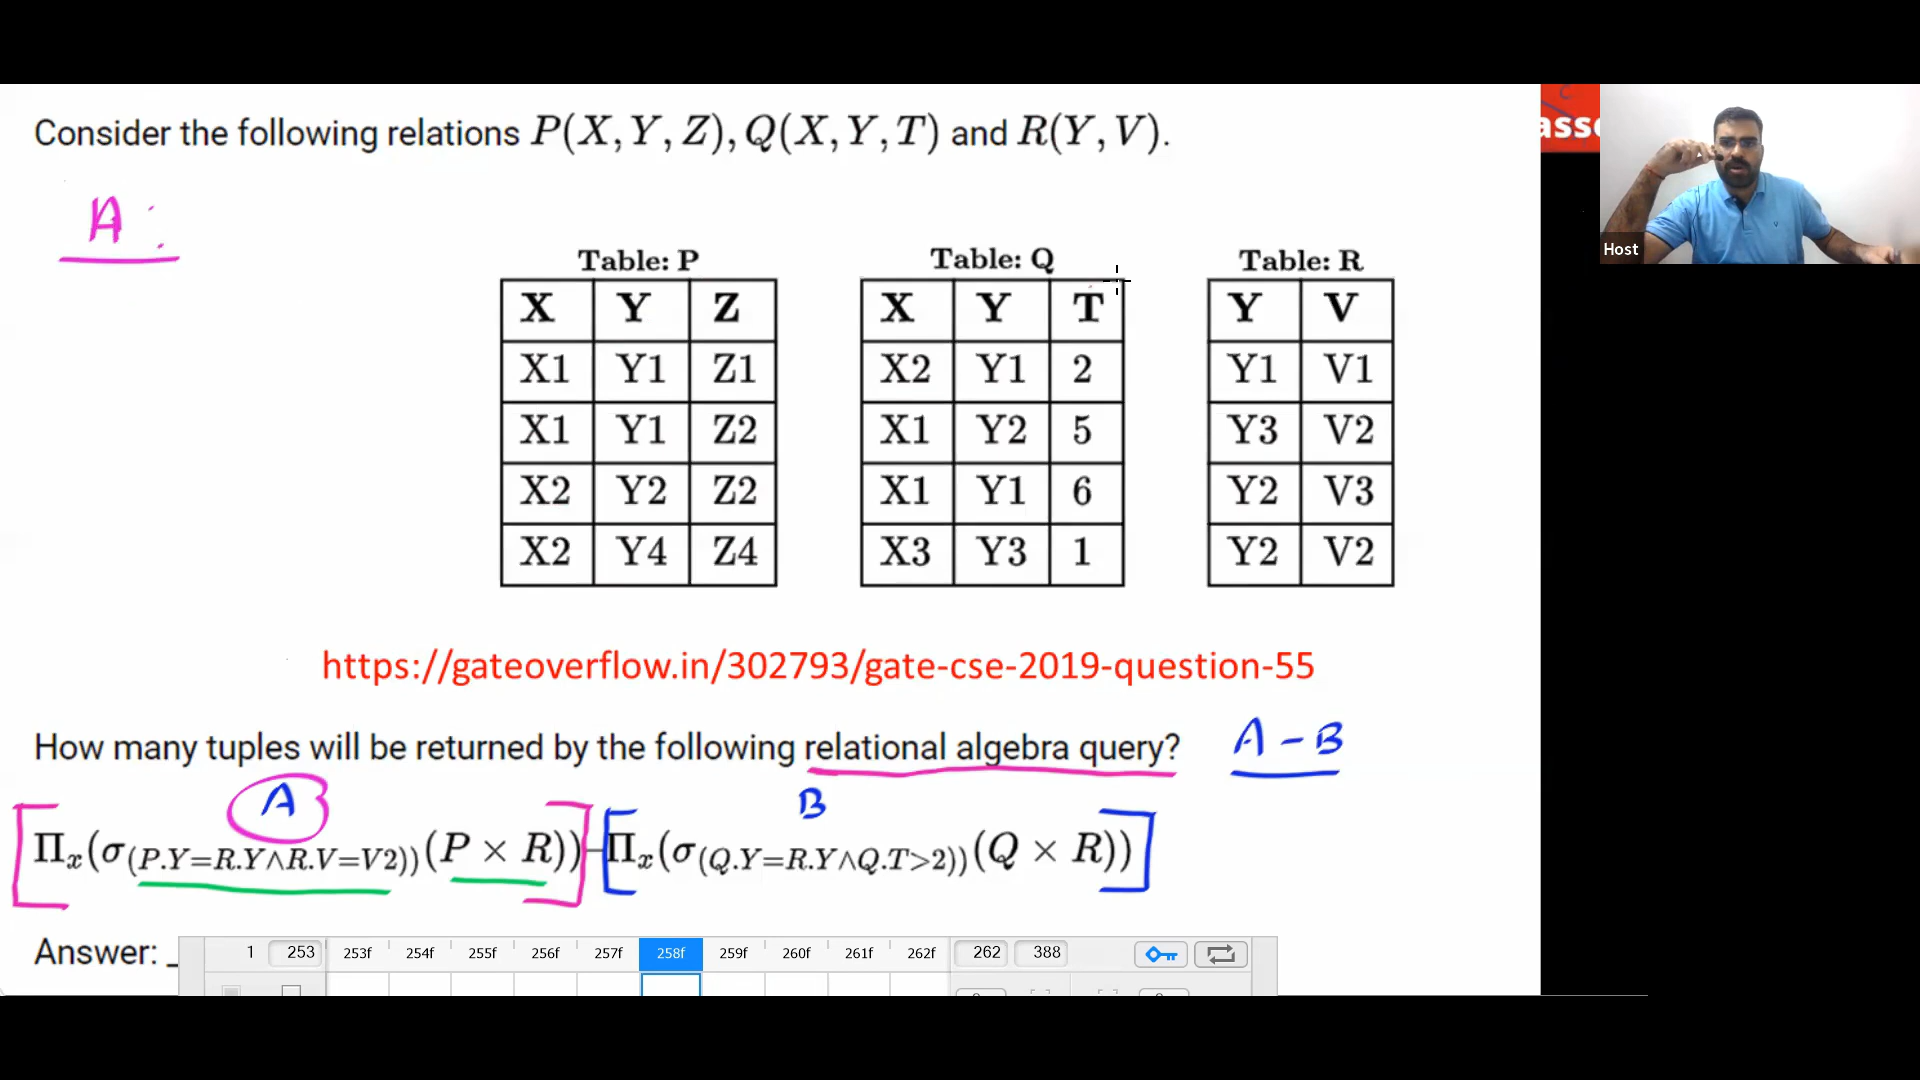 Consider the following relations P(X, Y, Z), Q(X, Y, T) and R(Y, V).
asse
Host
A :
Table: P
X Y Z
X1 Y1 Z1
X1 Y1 Z2
X2 Y2 Z2
X2 Y4 Z4
Table: Q
X Y T
X2 Y1 2
X1 Y2 5
X1 Y1 6
X3 Y3 1
Table: R
Y V
Y1 V1
Y3 V2
Y2 V3
Y2 V2
https://gateoverflow.in/302793/gate-cse-2019-question-55
How many tuples will be returned by the following relational algebra query? A - B
A B
Πx(σ(P.Y=R.Y∧R.V=V2))(P × R)) - Πx(σ(Q.Y=R.Y∧Q.T>2))(Q × R))
Answer: _
1 253 253f 254f 255f 256f 257f 258f 259f 260f 261f 262f 262 388